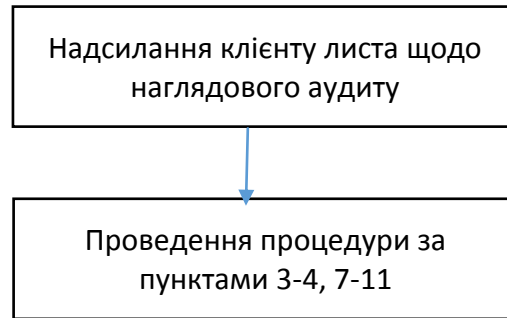 Надсилання клієнту листа щодо
наглядового аудиту
Проведення процедури за
пунктами 3-4, 7-11